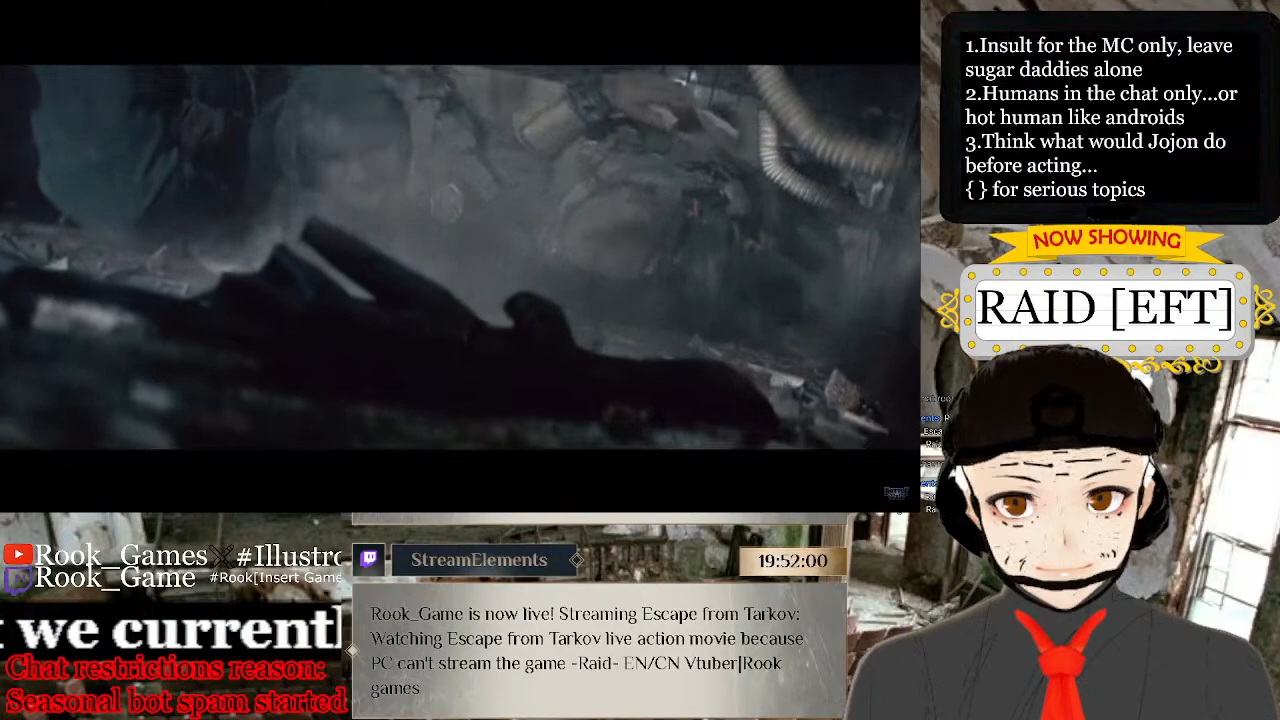 1.Insult for the MC only, leave
sugar daddies alone
2.Humans in the chat only...or
hot human like androids
3.Think what would Jojon do
before acting...
{ } for serious topics
NOW SHOWING
RAID [EFT]
Rook_Games #Illustr
Rook_Game #Rook[Insert Game
we currentl
Chat restrictions reason:
Seasonal bot spam started
StreamElements
19:52:00
Rook_Game is now live! Streaming Escape from Tarkov:
Watching Escape from Tarkov live action movie because
PC can't stream the game -Raid- EN/CN Vtuber|Rook
games